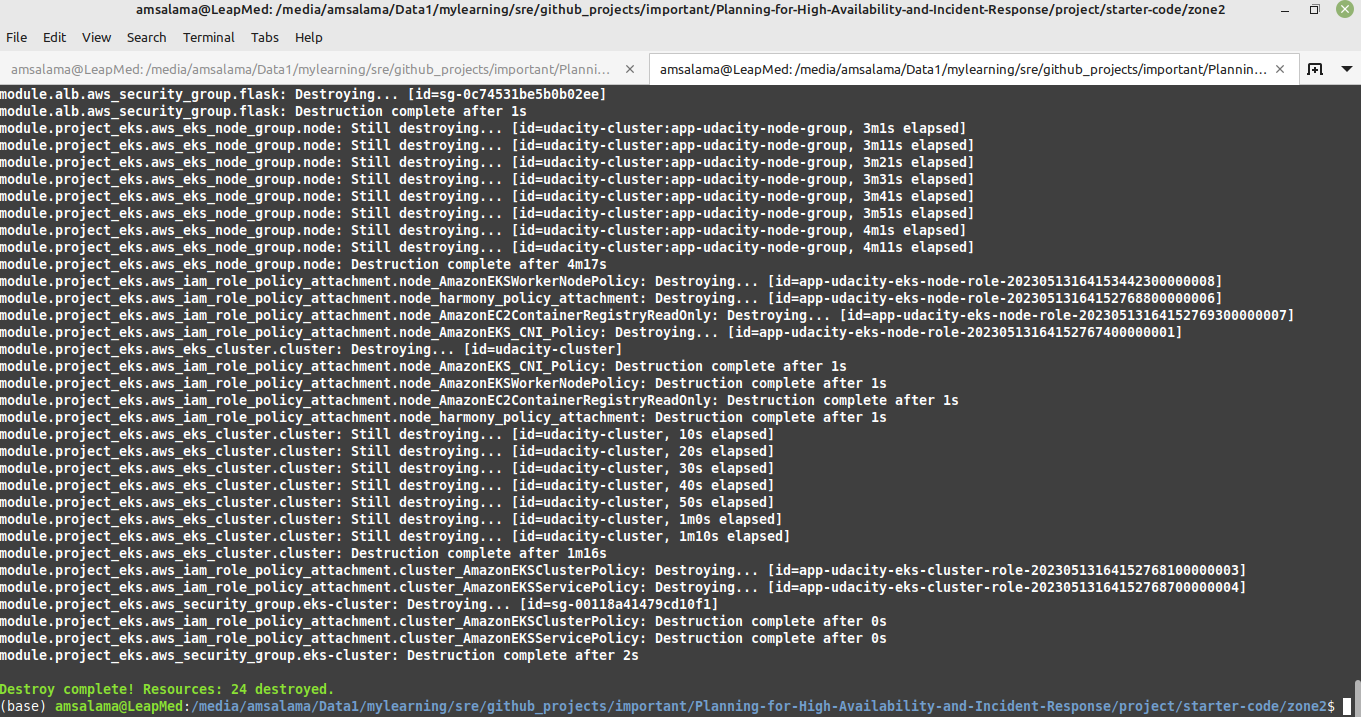 amsalama@LeapMed: /media/amsalama/Data1/mylearning/sre/github_projects/important/Planning-for-High-Availability-and-Incident-Response/project/starter-code/zone2
File Edit View Search Terminal Tabs Help
amsalama@LeapMed: /media/amsalama/Data1/mylearning/sre/github_projects/important/Planni... × amsalama@LeapMed: /media/amsalama/Data1/mylearning/sre/github_projects/important/Plannin... ×
module.alb.aws_security_group.flask: Destroying... [id=sg-0c74531be5b0b02ee]
module.alb.aws_security_group.flask: Destruction complete after 1s
module.project_eks.aws_eks_node_group.node: Still destroying... [id=udacity-cluster:app-udacity-node-group, 3m1s elapsed]
module.project_eks.aws_eks_node_group.node: Still destroying... [id=udacity-cluster:app-udacity-node-group, 3m11s elapsed]
module.project_eks.aws_eks_node_group.node: Still destroying... [id=udacity-cluster:app-udacity-node-group, 3m21s elapsed]
module.project_eks.aws_eks_node_group.node: Still destroying... [id=udacity-cluster:app-udacity-node-group, 3m31s elapsed]
module.project_eks.aws_eks_node_group.node: Still destroying... [id=udacity-cluster:app-udacity-node-group, 3m41s elapsed]
module.project_eks.aws_eks_node_group.node: Still destroying... [id=udacity-cluster:app-udacity-node-group, 3m51s elapsed]
module.project_eks.aws_eks_node_group.node: Still destroying... [id=udacity-cluster:app-udacity-node-group, 4m1s elapsed]
module.project_eks.aws_eks_node_group.node: Still destroying... [id=udacity-cluster:app-udacity-node-group, 4m11s elapsed]
module.project_eks.aws_eks_node_group.node: Destruction complete after 4m17s
module.project_eks.aws_iam_role_policy_attachment.node_AmazonEKSWorkerNodePolicy: Destroying... [id=app-udacity-eks-node-role-20230513164153442300000008]
module.project_eks.aws_iam_role_policy_attachment.node_harmony_policy_attachment: Destroying... [id=app-udacity-eks-node-role-20230513164152768800000006]
module.project_eks.aws_iam_role_policy_attachment.node_AmazonEC2ContainerRegistryReadOnly: Destroying... [id=app-udacity-eks-node-role-20230513164152769300000007]
module.project_eks.aws_iam_role_policy_attachment.node_AmazonEKS_CNI_Policy: Destroying... [id=app-udacity-eks-node-role-20230513164152767400000001]
module.project_eks.aws_eks_cluster.cluster: Destroying... [id=udacity-cluster]
module.project_eks.aws_iam_role_policy_attachment.node_AmazonEKS_CNI_Policy: Destruction complete after 1s
module.project_eks.aws_iam_role_policy_attachment.node_AmazonEKSWorkerNodePolicy: Destruction complete after 1s
module.project_eks.aws_iam_role_policy_attachment.node_AmazonEC2ContainerRegistryReadOnly: Destruction complete after 1s
module.project_eks.aws_iam_role_policy_attachment.node_harmony_policy_attachment: Destruction complete after 1s
module.project_eks.aws_eks_cluster.cluster: Still destroying... [id=udacity-cluster, 10s elapsed]
module.project_eks.aws_eks_cluster.cluster: Still destroying... [id=udacity-cluster, 20s elapsed]
module.project_eks.aws_eks_cluster.cluster: Still destroying... [id=udacity-cluster, 30s elapsed]
module.project_eks.aws_eks_cluster.cluster: Still destroying... [id=udacity-cluster, 40s elapsed]
module.project_eks.aws_eks_cluster.cluster: Still destroying... [id=udacity-cluster, 50s elapsed]
module.project_eks.aws_eks_cluster.cluster: Still destroying... [id=udacity-cluster, 1m0s elapsed]
module.project_eks.aws_eks_cluster.cluster: Still destroying... [id=udacity-cluster, 1m10s elapsed]
module.project_eks.aws_eks_cluster.cluster: Destruction complete after 1m16s
module.project_eks.aws_iam_role_policy_attachment.cluster_AmazonEKSClusterPolicy: Destroying... [id=app-udacity-eks-cluster-role-20230513164152768100000003]
module.project_eks.aws_iam_role_policy_attachment.cluster_AmazonEKSServicePolicy: Destroying... [id=app-udacity-eks-cluster-role-20230513164152768700000004]
module.project_eks.aws_security_group.eks-cluster: Destroying... [id=sg-00118a41479cd10f1]
module.project_eks.aws_iam_role_policy_attachment.cluster_AmazonEKSClusterPolicy: Destruction complete after 0s
module.project_eks.aws_iam_role_policy_attachment.cluster_AmazonEKSServicePolicy: Destruction complete after 0s
module.project_eks.aws_security_group.eks-cluster: Destruction complete after 2s
Destroy complete! Resources: 24 destroyed.
(base) amsalama@LeapMed:/media/amsalama/Data1/mylearning/sre/github_projects/important/Planning-for-High-Availability-and-Incident-Response/project/starter-code/zone2$